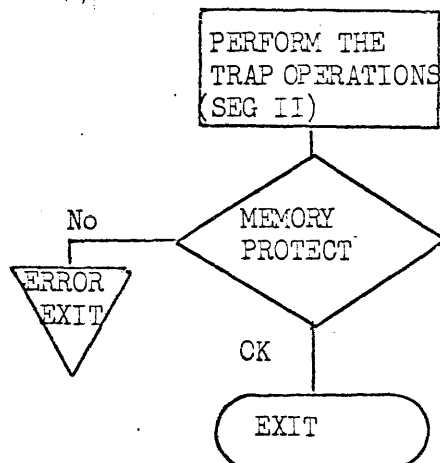 PERFORM THE
TRAP OPERATIONS
(SEG II)
No
MEMORY
PROTECT
ERROR
EXIT
OK
EXIT